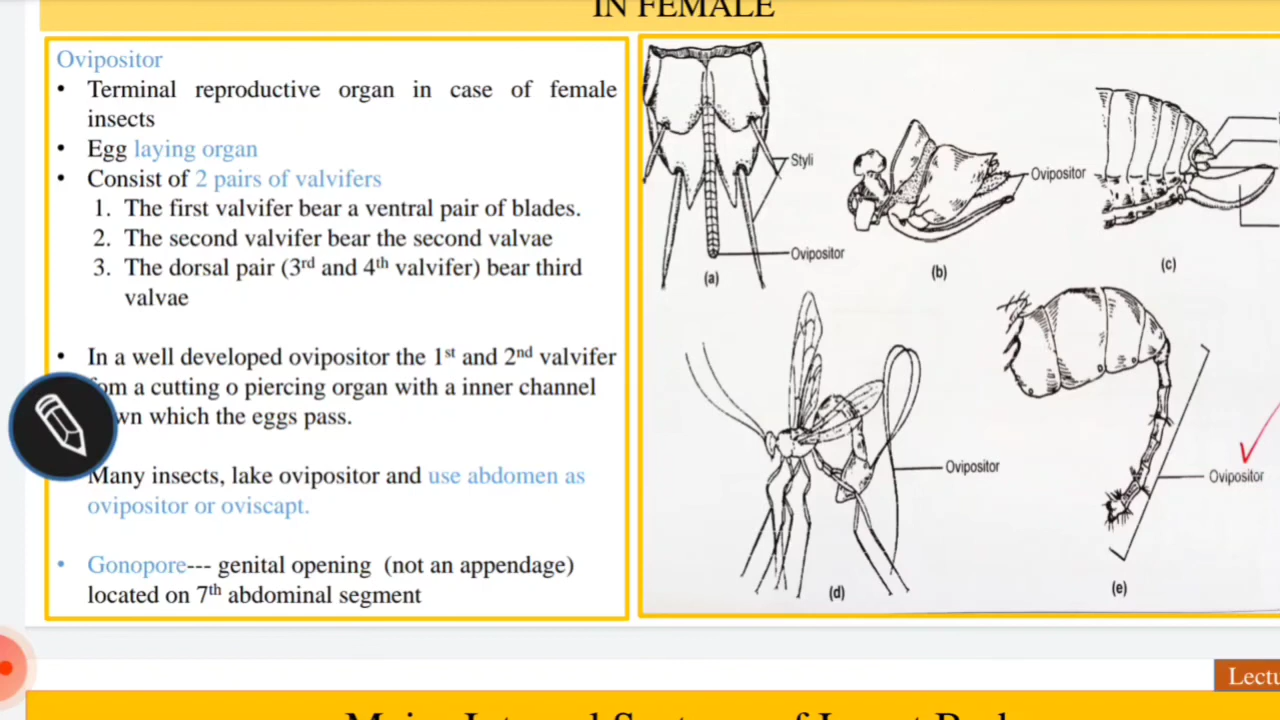 IN FEMALE
Ovipositor
• Terminal reproductive organ in case of female
insects
• Egg laying organ
• Consist of 2 pairs of valvifers
1. The first valvifer bear a ventral pair of blades.
2. The second valvifer bear the second valvae
3. The dorsal pair (3rd and 4th valvifer) bear third
valvae
• In a well developed ovipositor the 1st and 2nd valvifer
a cutting o piercing organ with a inner channel
which the eggs pass.
Many insects, lake ovipositor and use abdomen as
ovipositor or oviscapt.
• Gonopore--- genital opening (not an appendage)
located on 7th abdominal segment
Styli
Ovipositor
(a)
Ovipositor
(b)
(c)
Ovipositor
(d)
Ovipositor
(e)